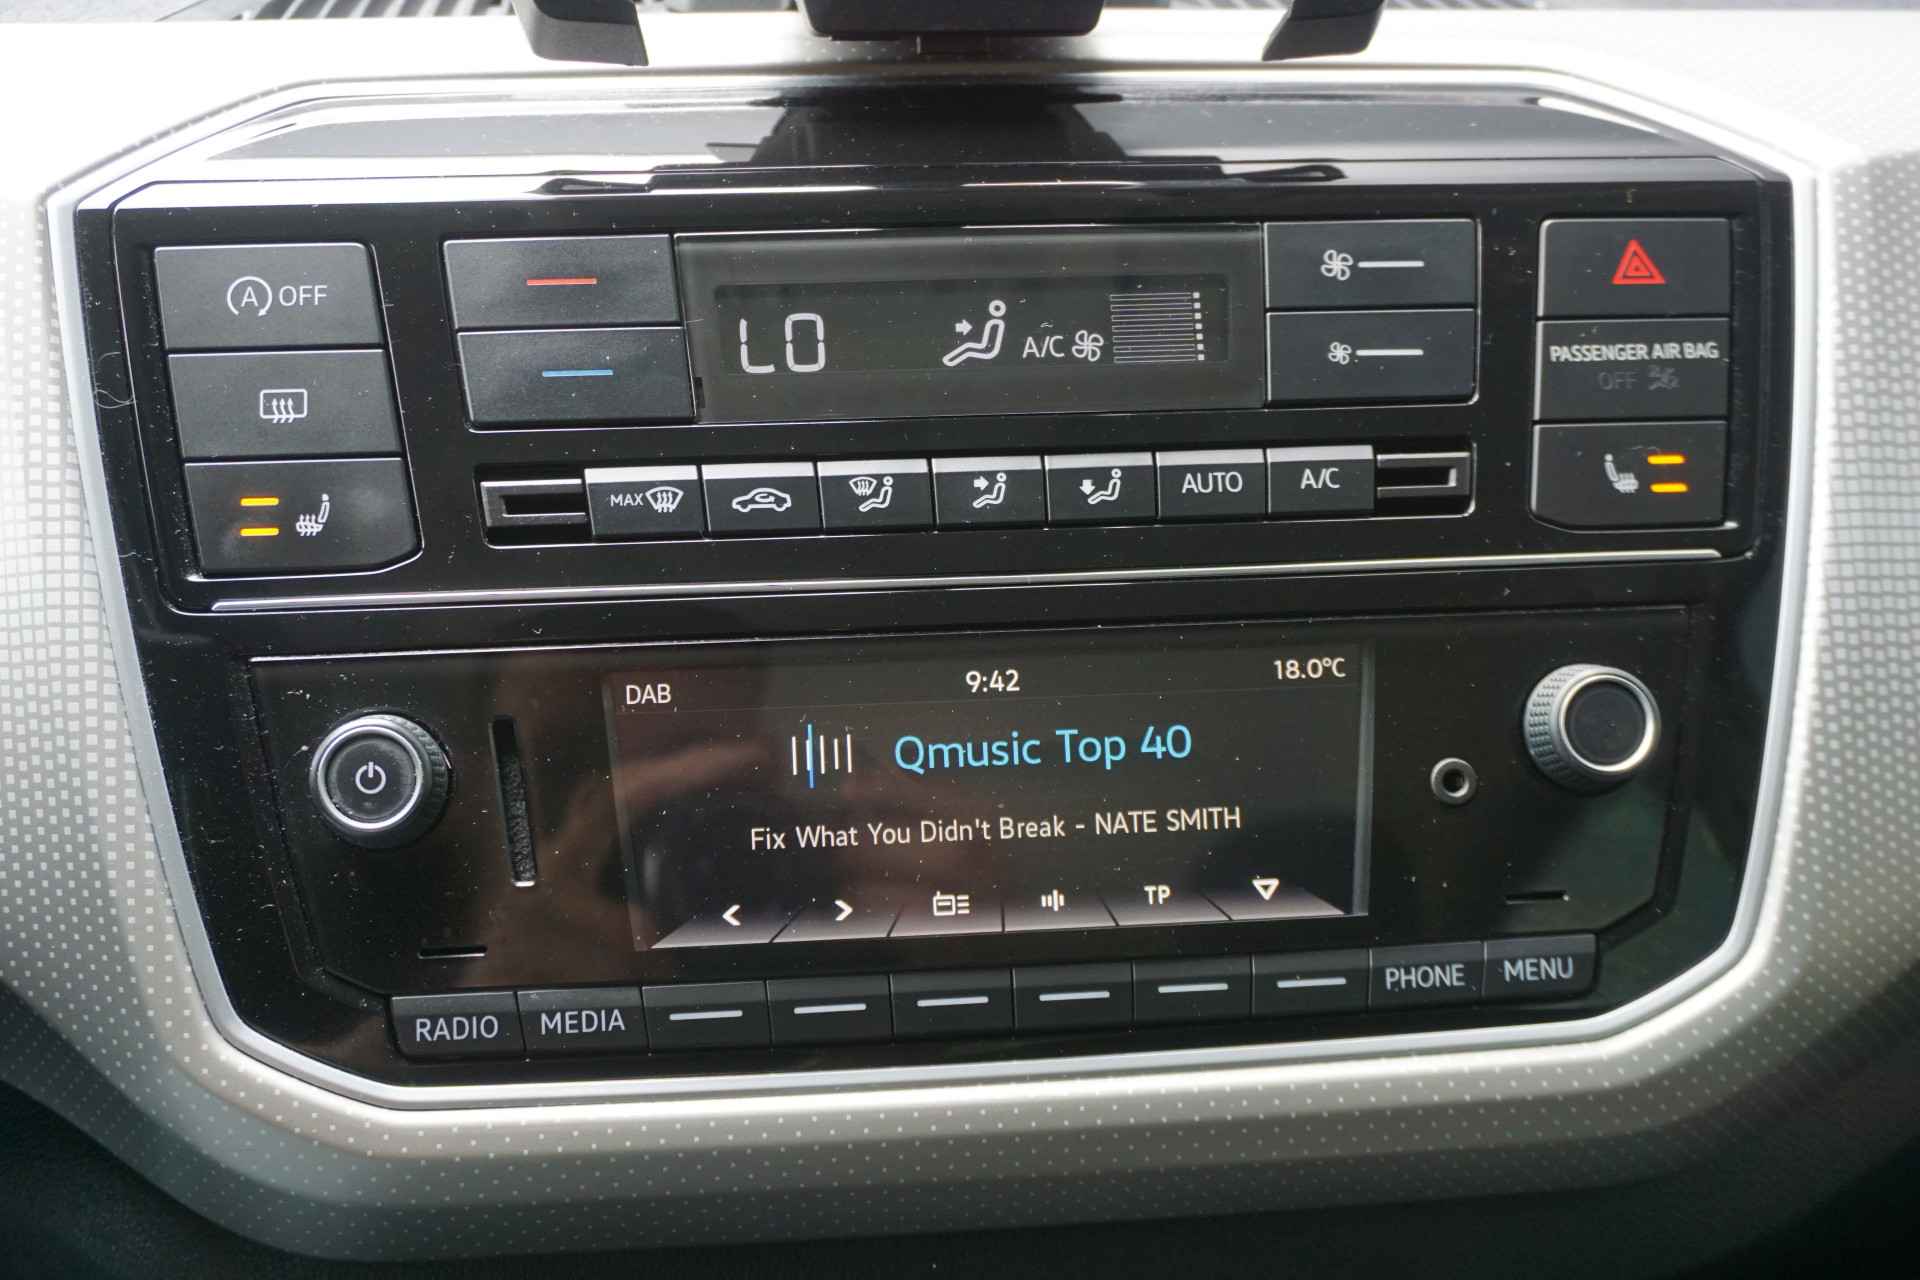 A OFF
LO A/C
PASSENGER AIR BAG
OFF
MAX AUTO A/C
DAB 9:42 18.0°C
Qmusic Top 40
Fix What You Didn't Break - NATE SMITH
TP
RADIO MEDIA PHONE MENU